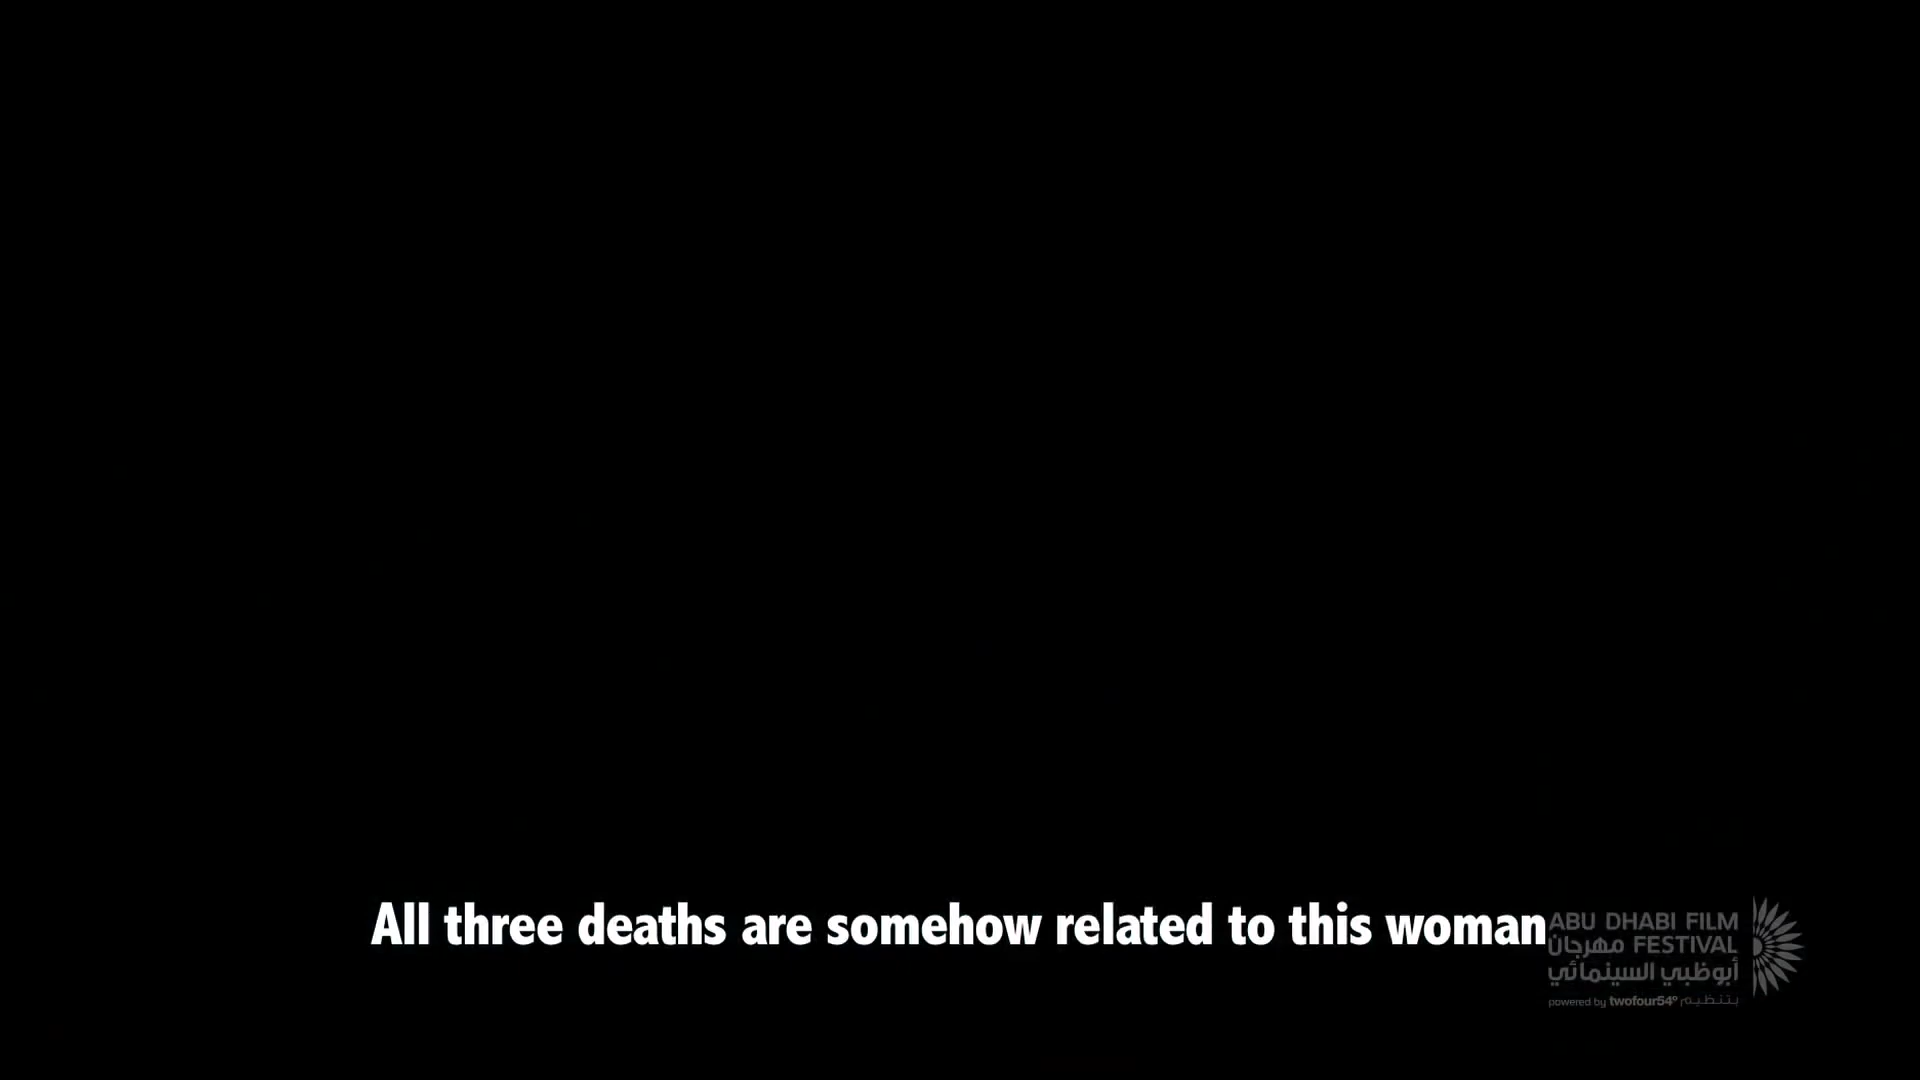 All three deaths are somehow related to this woman
ABU DHABI FILM
مهرجان FESTIVAL
أبوظبي السينمائي
powered by twofour54° بتنظيم